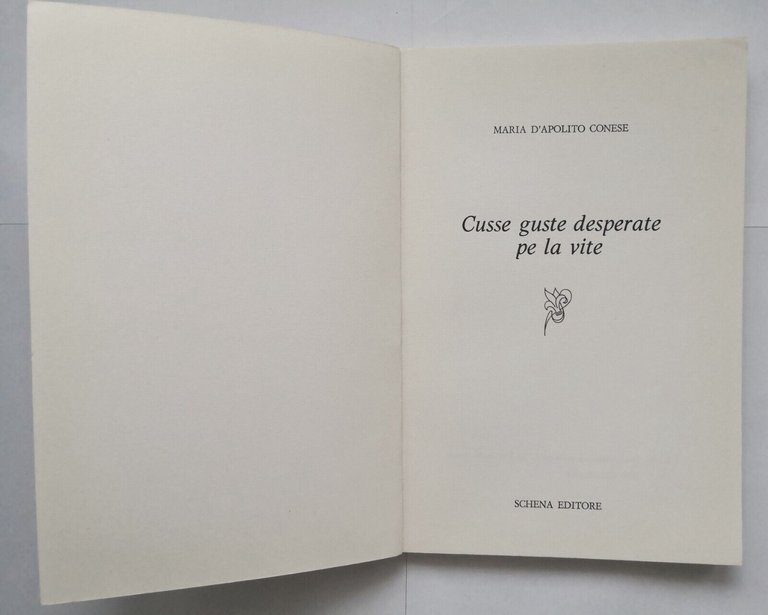 MARIA D'APOLITO CONESE
Cusse guste desperate
pe la vite
SCHENA EDITORE